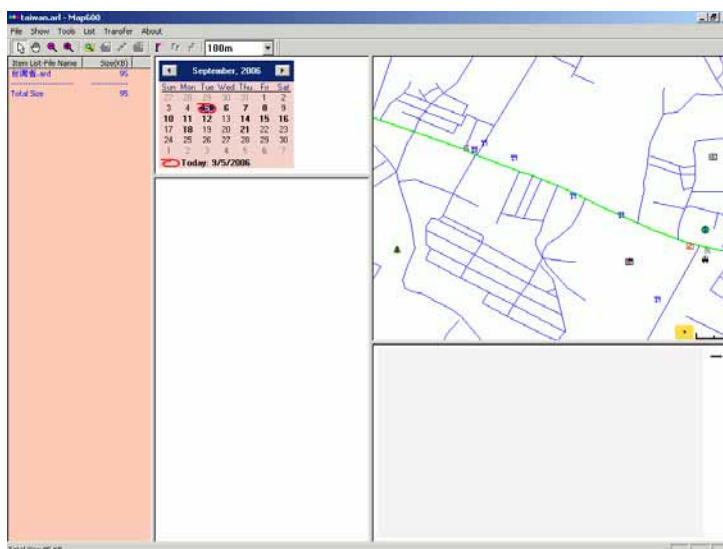 taiwan.arl - Map600
File Show Tools List Transfer About
100m
Item List-File Name Size(KB)
台灣省.ard 95
Total Size 95
September, 2006
Sun Mon Tue Wed Thu Fri Sat
27 28 29 30 31 1 2
3 4 5 6 7 8 9
10 11 12 13 14 15 16
17 18 19 20 21 22 23
24 25 26 27 28 29 30
1 2 3 4 5 6 7
Today: 9/5/2006
Total Size 95 KB